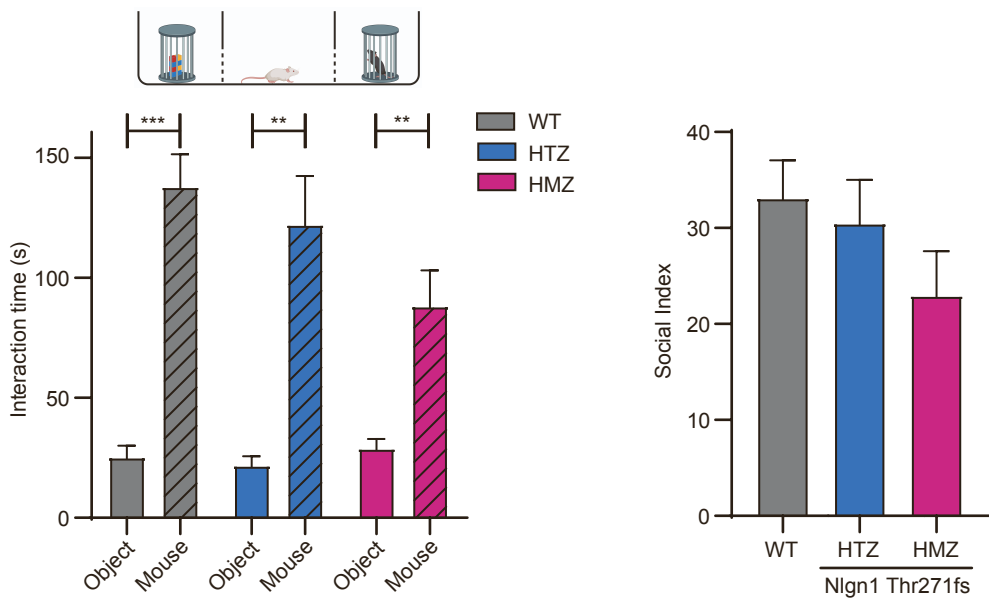 *** ** **
WT
HTZ
HMZ
Interaction time (s)
150
100
50
0
Object Mouse Object Mouse Object Mouse
Social Index
40
30
20
10
0
WT HTZ HMZ
Nlgn1 Thr271fs